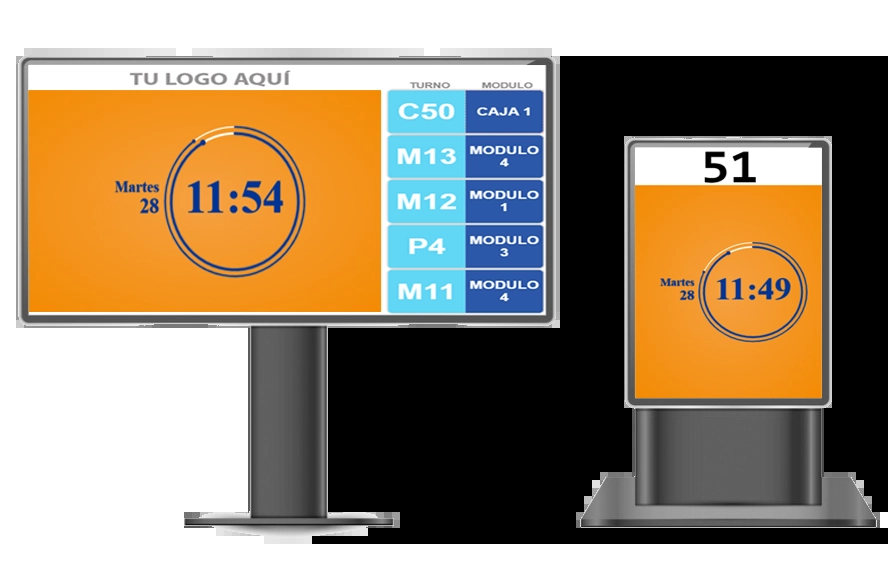 TU LOGO AQUÍ
TURNO MODULO
C50 CAJA 1
M13 MODULO
4
M12 MODULO
1
P4 MODULO
3
M11 MODULO
4
Martes
28
11:54
51
Martes
28
11:49